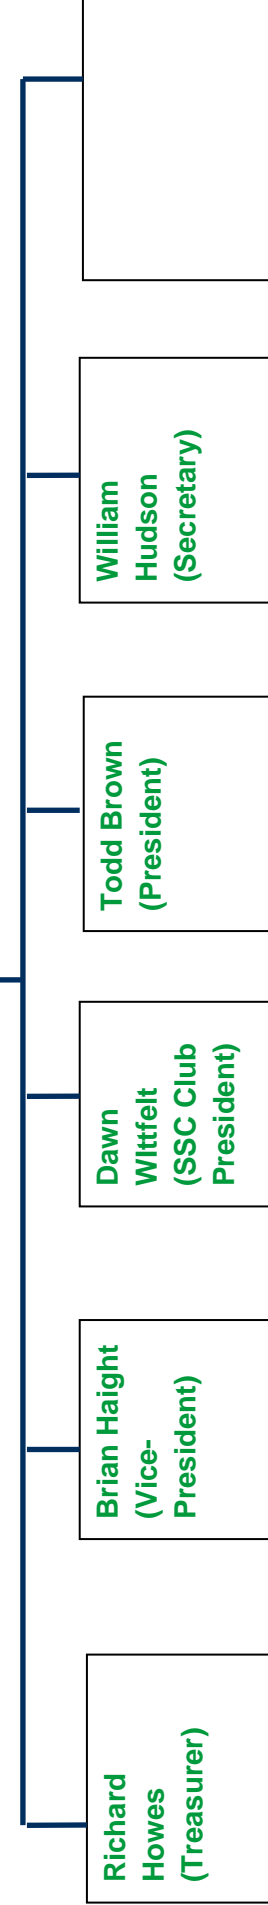 Richard
Howes
(Treasurer)
Brian Haight
(Vice-
President)
Dawn
WIttfelt
(SSC Club
President)
Todd Brown
(President)
William
Hudson
(Secretary)